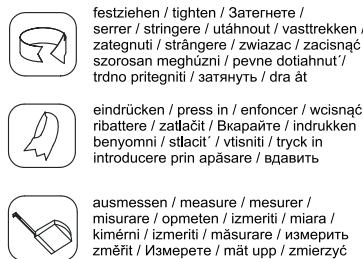 festziehen / tighten / Затегнете /
serrer / stringere / utáhnout / vasttrekken /
zategnuti / strângere / zwiazac / zacisnąć
szorosan meghúzni / pevne dotiahnut´/
trdno pritegniti / затянуть / dra åt
eindrücken / press in / enfoncer / wcisnąć
ribattere / zatlačit / Вкарайте / indrukken
benyomni / stlacit´ / vtisniti / tryck in
introducere prin apăsare / вдавить
ausmessen / measure / mesurer /
misurare / opmeten / izmeriti / miara /
kimérni / izmeriti / măsurare / измерить
změřit / Измерете / mät upp / zmierzyć